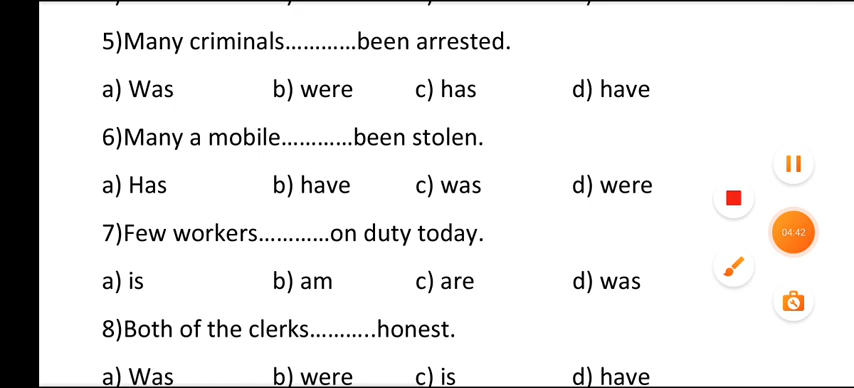 5)Many criminals............been arrested.
a) Was b) were c) has d) have
6)Many a mobile............been stolen.
a) Has b) have c) was d) were
7)Few workers............on duty today.
a) is b) am c) are d) was
04:42
8)Both of the clerks...........honest.
a) Was b) were c) is d) have